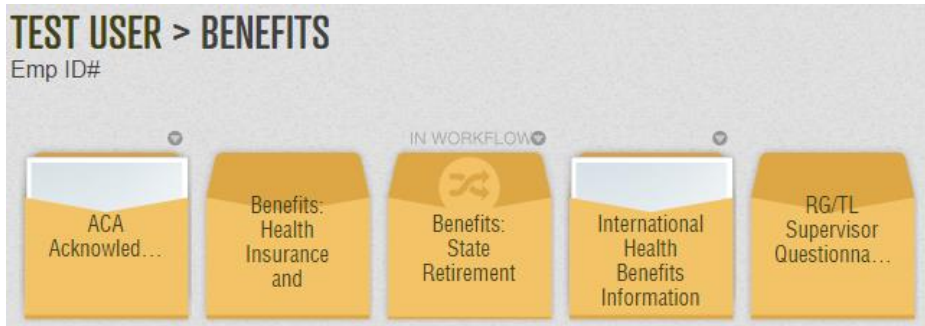 TEST USER > BENEFITS
Emp ID#
IN WORKFLOW
ACA
Acknowled...
Benefits:
Health
Insurance
and
Benefits:
State
Retirement
International
Health
Benefits
Information
RG/TL
Supervisor
Questionna...